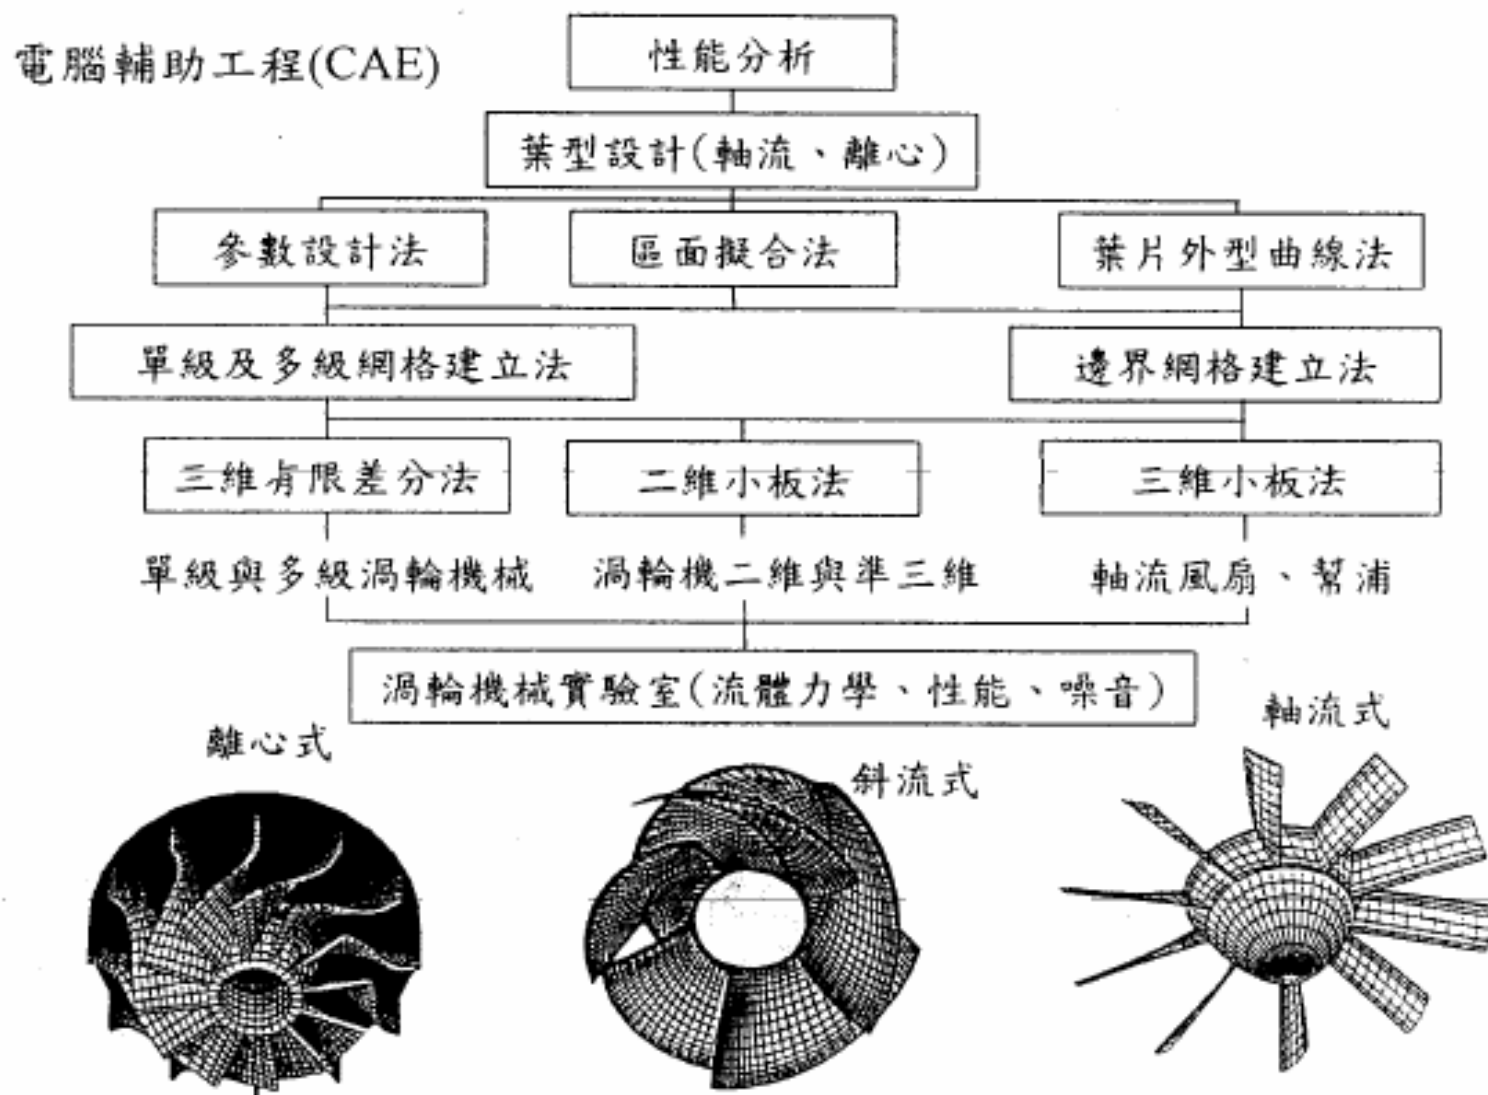 電腦輔助工程(CAE)
性能分析
葉型設計(軸流、離心)
參數設計法
區面擬合法
葉片外型曲線法
單級及多級網格建立法
邊界網格建立法
三維有限差分法
二維小板法
三維小板法
單級與多級渦輪機械
渦輪機二維與準三維
軸流風扇、幫浦
渦輪機械實驗室(流體力學、性能、噪音)
離心式
斜流式
軸流式